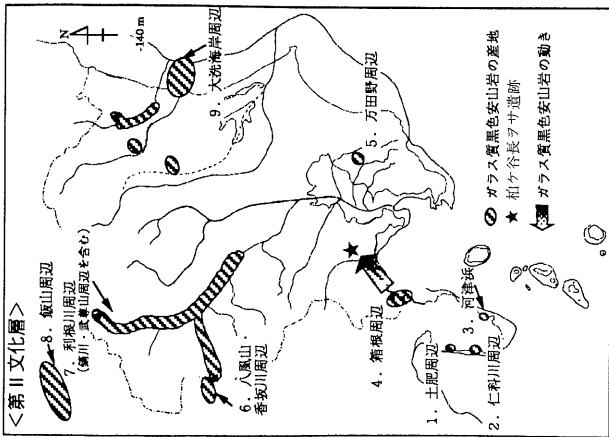 ＜第 II 文化層＞
8．飯山周辺
7．利根川周辺
（鏑川・武尊山周辺を含む）
6．八風山・
香坂川周辺
4．箱根周辺
1．土肥周辺
2．仁科川周辺
3．河津浜
5．万田野周辺
9．大洗海岸周辺
N
-140 m
ガラス質黒色安山岩の産地
柏ケ谷長ヲサ遺跡
ガラス質黒色安山岩の動き